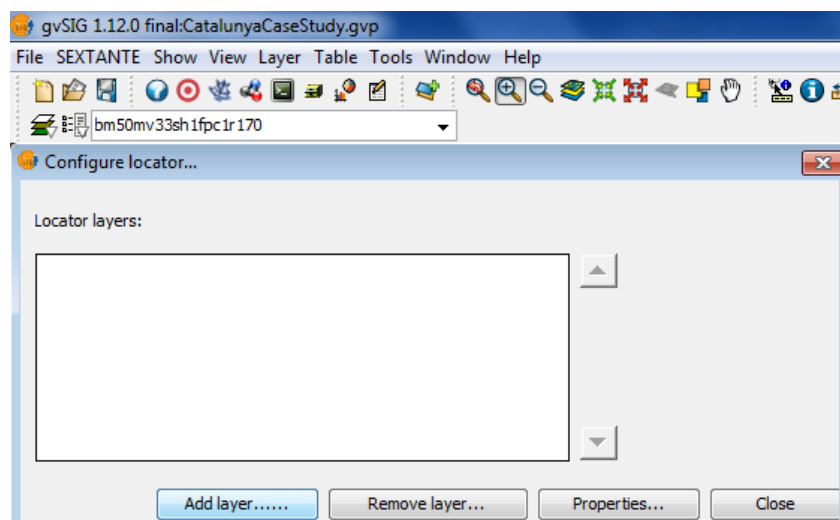 gvSIG 1.12.0 final:CatalunyaCaseStudy.gvp
File SEXTANTE Show View Layer Table Tools Window Help
bm50mv33sh1fpc1r170
Configure locator...
Locator layers:
Add layer...... Remove layer... Properties... Close